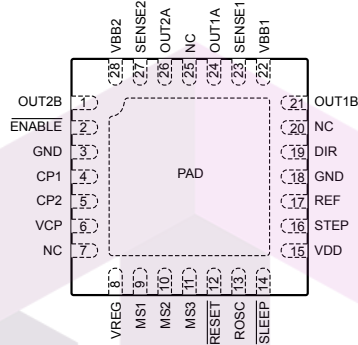 28 VBB2
27 SENSE2
26 OUT2A
25 NC
24 OUT1A
23 SENSE1
22 VBB1
OUT2B 1
ENABLE 2
GND 3
CP1 4
CP2 5
VCP 6
NC 7
PAD
21 OUT1B
20 NC
19 DIR
18 GND
17 REF
16 STEP
15 VDD
VREG 8
MS1 9
MS2 10
MS3 11
RESET 12
ROSC 13
SLEEP 14